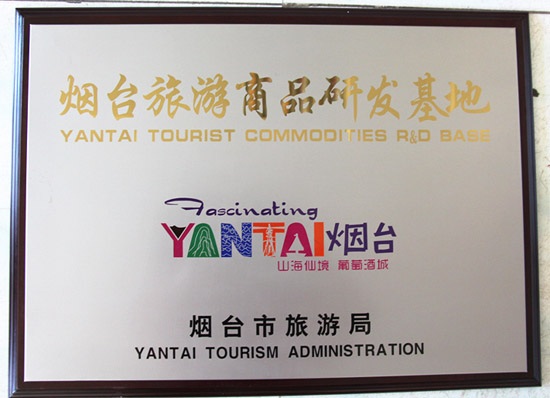 烟台旅游商品研发基地
YANTAI TOURIST COMMODITIES R&D BASE
Fascinating
YANTAI烟台
山海仙境 葡萄酒城
烟台市旅游局
YANTAI TOURISM ADMINISTRATION